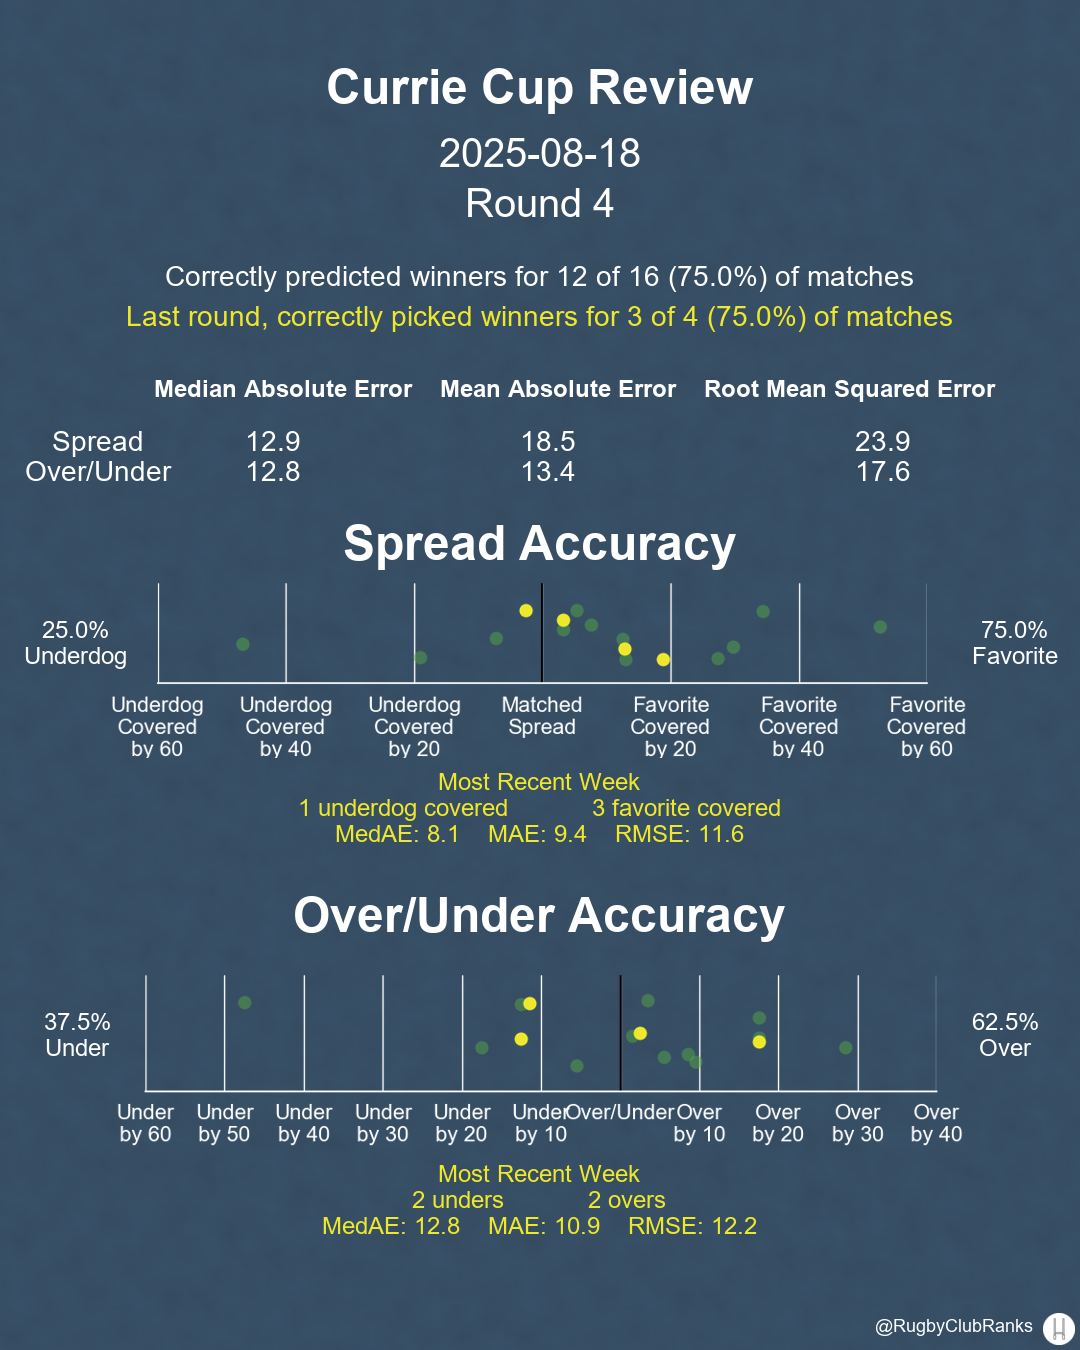 Currie Cup Review
2025-08-18
Round 4
Correctly predicted winners for 12 of 16 (75.0%) of matches
Last round, correctly picked winners for 3 of 4 (75.0%) of matches
Median Absolute Error Mean Absolute Error Root Mean Squared Error
Spread 12.9 18.5 23.9
Over/Under 12.8 13.4 17.6
Spread Accuracy
25.0% Underdog
75.0% Favorite
Underdog Covered by 60
Underdog Covered by 40
Underdog Covered by 20
Matched Spread
Favorite Covered by 20
Favorite Covered by 40
Favorite Covered by 60
Most Recent Week
1 underdog covered 3 favorite covered
MedAE: 8.1 MAE: 9.4 RMSE: 11.6
Over/Under Accuracy
37.5% Under
62.5% Over
Under by 60
Under by 50
Under by 40
Under by 30
Under by 20
Under by 10
Over/Under
Over by 10
Over by 20
Over by 30
Over by 40
Most Recent Week
2 unders 2 overs
MedAE: 12.8 MAE: 10.9 RMSE: 12.2
@RugbyClubRanks